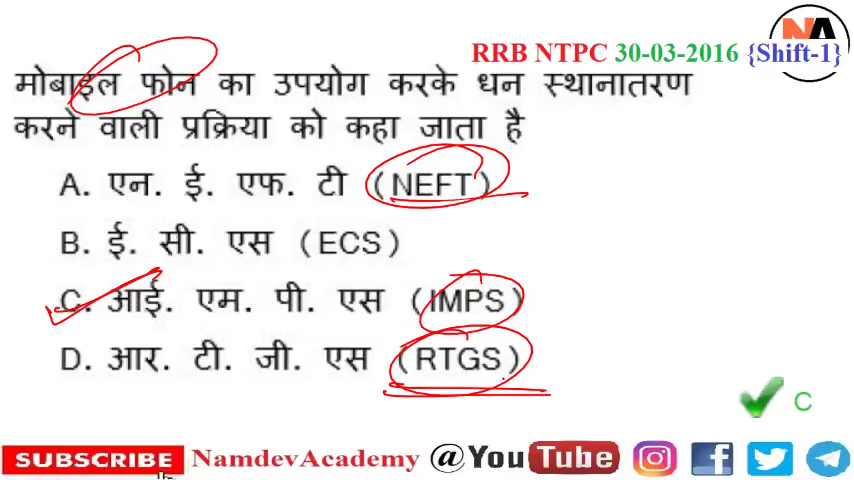 NA
RRB NTPC 30-03-2016 {Shift-1}
मोबाइल फोन का उपयोग करके धन स्थानातरण
करने वाली प्रक्रिया को कहा जाता है
A. एन. ई. एफ. टी (NEFT)
B. ई. सी. एस (ECS)
C. आई. एम. पी. एस (IMPS)
D. आर. टी. जी. एस (RTGS)
C
SUBSCRIBE NamdevAcademy @YouTube